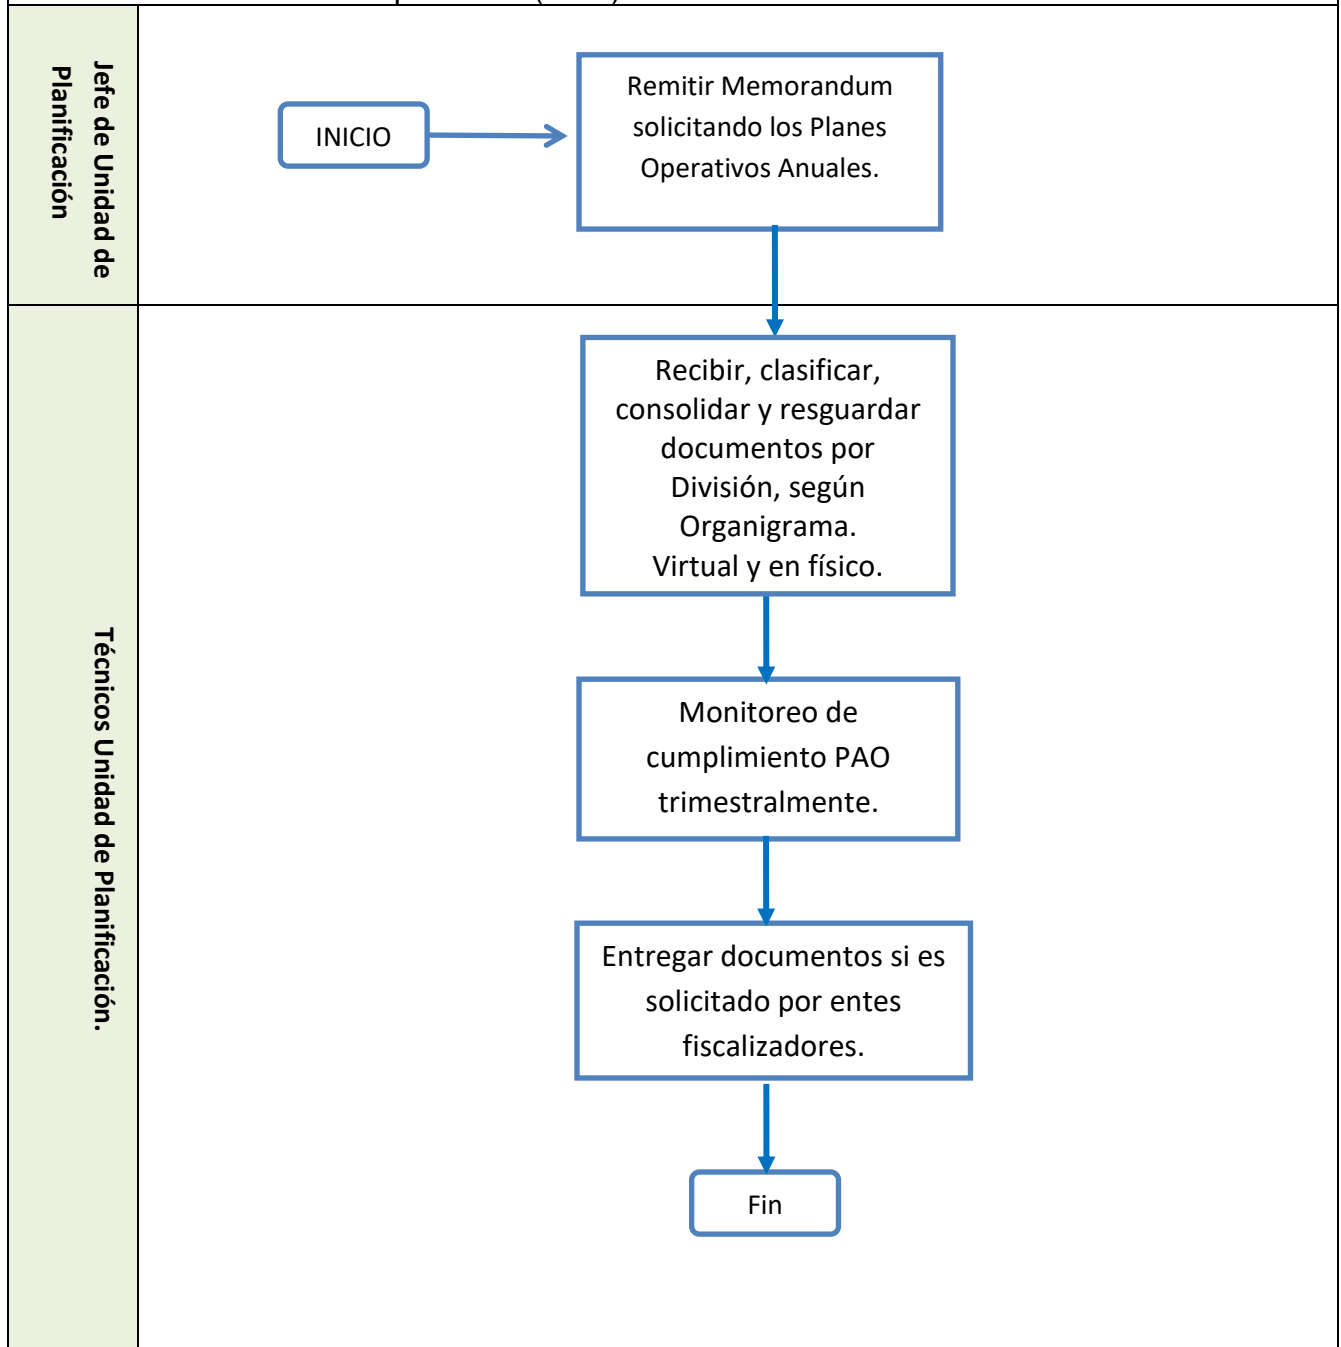 Jefe de Unidad de
Planificación
INICIO
Remitir Memorandum
solicitando los Planes
Operativos Anuales.
Técnicos Unidad de Planificación.
Recibir, clasificar,
consolidar y resguardar
documentos por
División, según
Organigrama.
Virtual y en físico.
Monitoreo de
cumplimiento PAO
trimestralmente.
Entregar documentos si es
solicitado por entes
fiscalizadores.
Fin